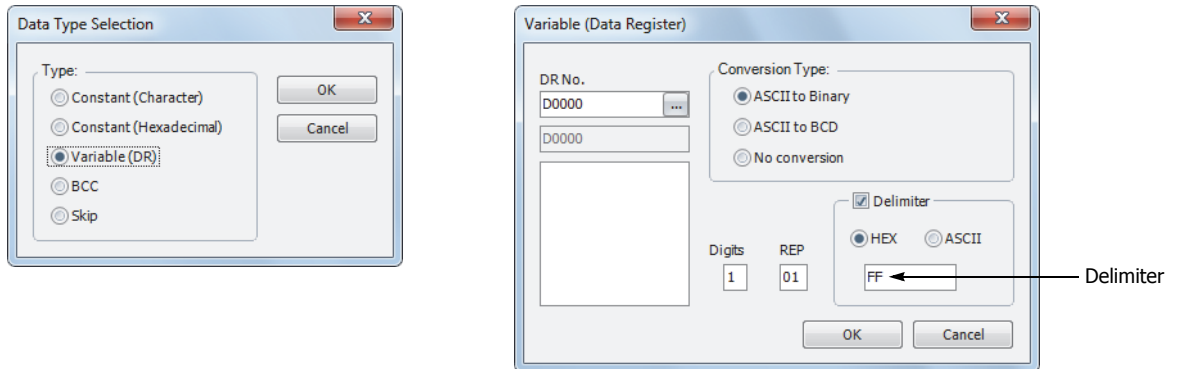 Data Type Selection
Type:
Constant (Character)
Constant (Hexadecimal)
Variable (DR)
BCC
Skip
OK
Cancel
Variable (Data Register)
DR No.
D0000
...
D0000
Conversion Type:
ASCII to Binary
ASCII to BCD
No conversion
Digits REP
1 01
Delimiter
HEX ASCII
FF
Delimiter
OK Cancel